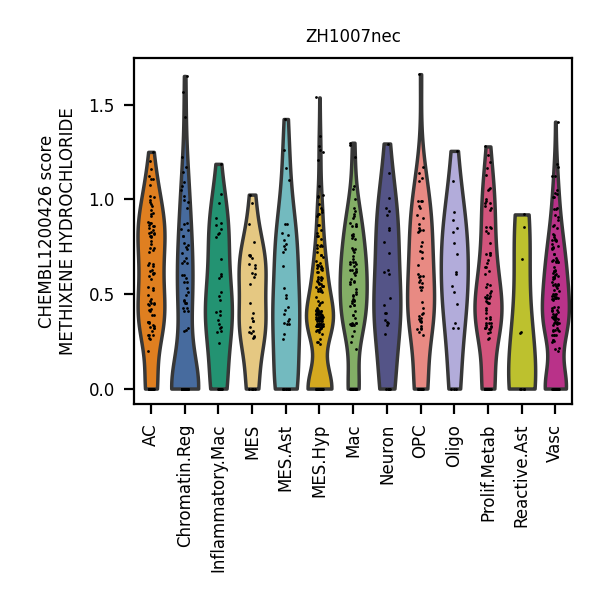 ZH1007nec
CHEMBL1200426 score
METHIXENE HYDROCHLORIDE
1.5
1.0
0.5
0.0
AC
Chromatin.Reg
Inflammatory.Mac
MES
MES.Ast
MES.Hyp
Mac
Neuron
OPC
Oligo
Prolif.Metab
Reactive.Ast
Vasc